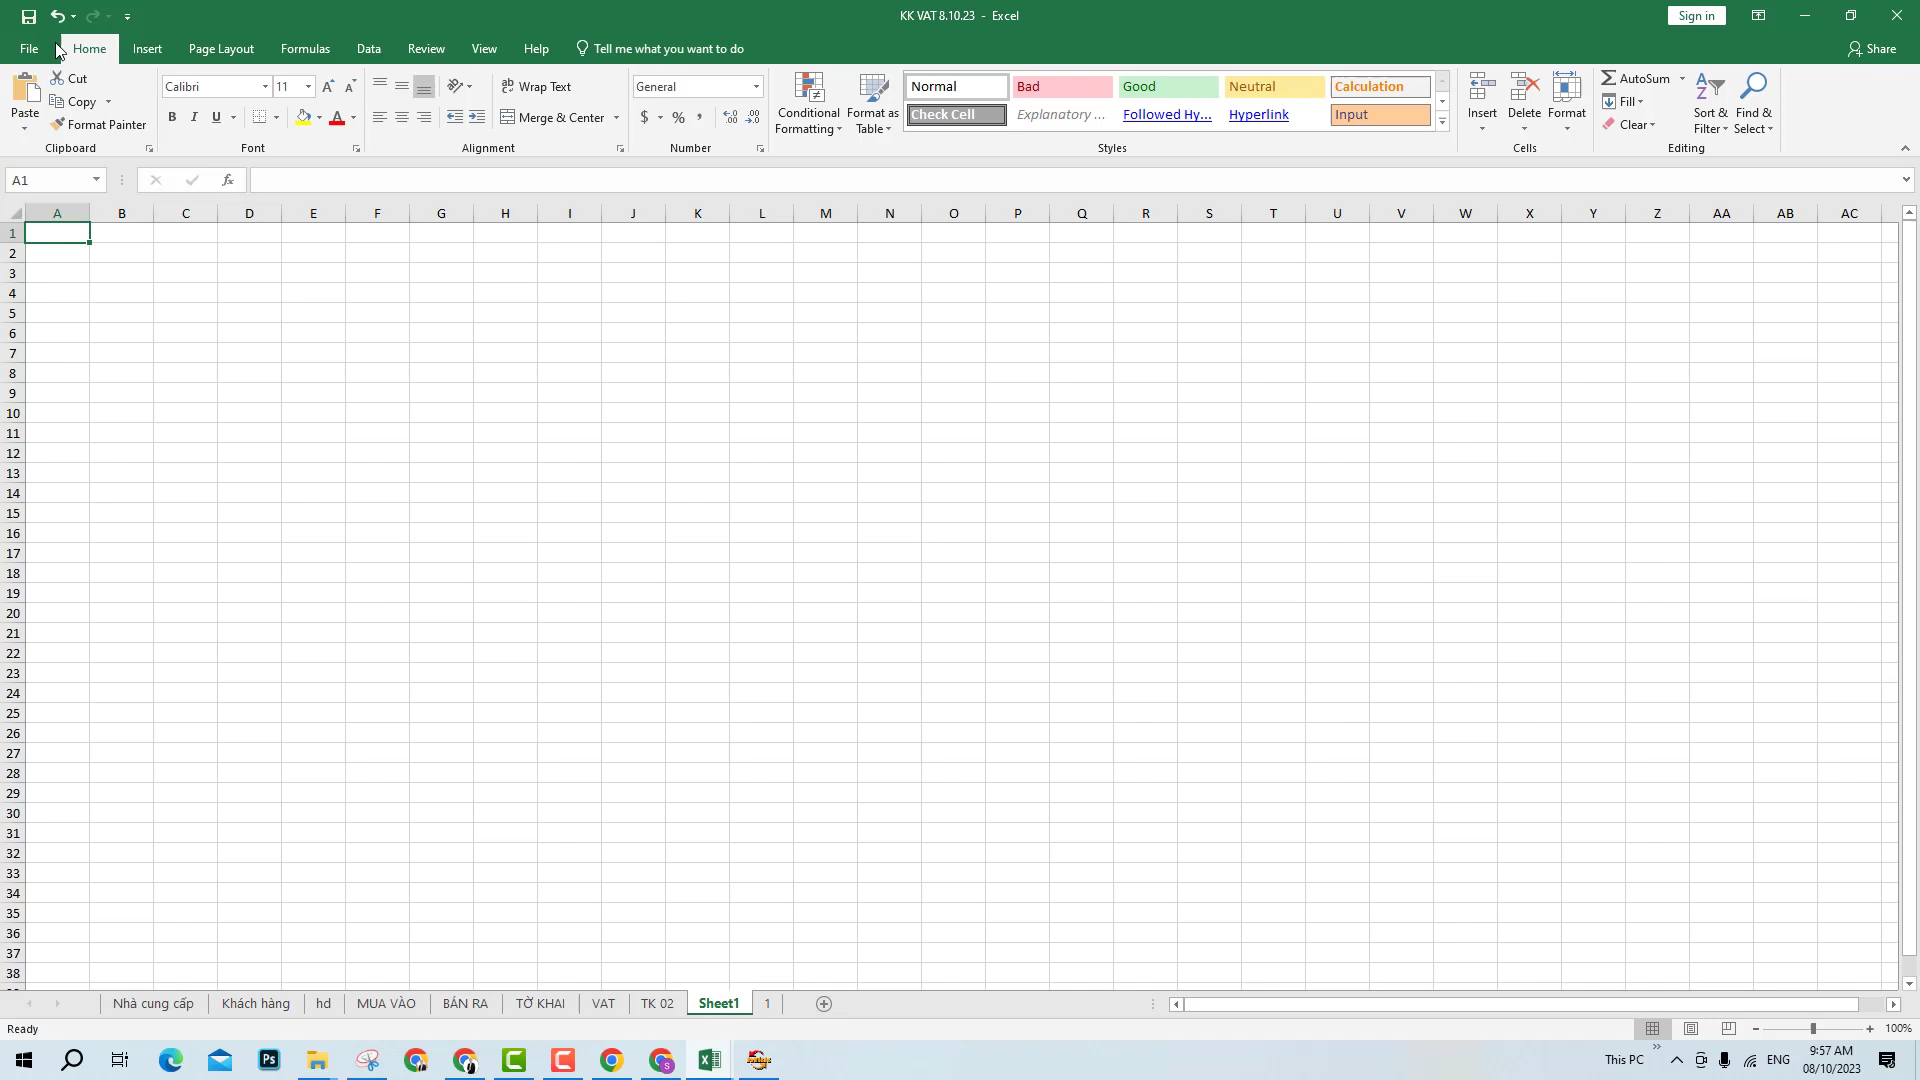 KK VAT 8.10.23 - Excel
Sign in
File Home Insert Page Layout Formulas Data Review View Help Tell me what you want to do Share
Paste
Cut
Copy
Format Painter
Clipboard
Calibri 11
B I U
Font
Wrap Text
Merge & Center
Alignment
General
$ % ,
Number
Conditional Formatting
Format as Table
Normal Bad Good Neutral Calculation
Check Cell Explanatory ... Followed Hy... Hyperlink Input
Styles
Insert Delete Format
Cells
AutoSum
Fill
Clear
Sort & Filter
Find & Select
Editing
A1 fx
A B C D E F G H I J K L M N O P Q R S T U V W X Y Z AA AB AC
1
2
3
4
5
6
7
8
9
10
11
12
13
14
15
16
17
18
19
20
21
22
23
24
25
26
27
28
29
30
31
32
33
34
35
36
37
38
Nhà cung cấp Khách hàng hd MUA VÀO BÁN RA TỜ KHAI VAT TK 02 Sheet1 1
Ready 100%
This PC ENG 9:57 AM
08/10/2023